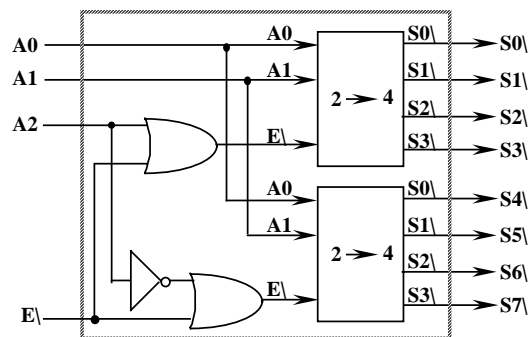 A0 A0 S0\ S0\
A1 A1 S1\ S1\
2 4
A2 S2\ S2\
E\ S3\ S3\
A0 S0\ S4\
A1 S1\ S5\
2 4
S2\ S6\
E\ E\ S3\ S7\